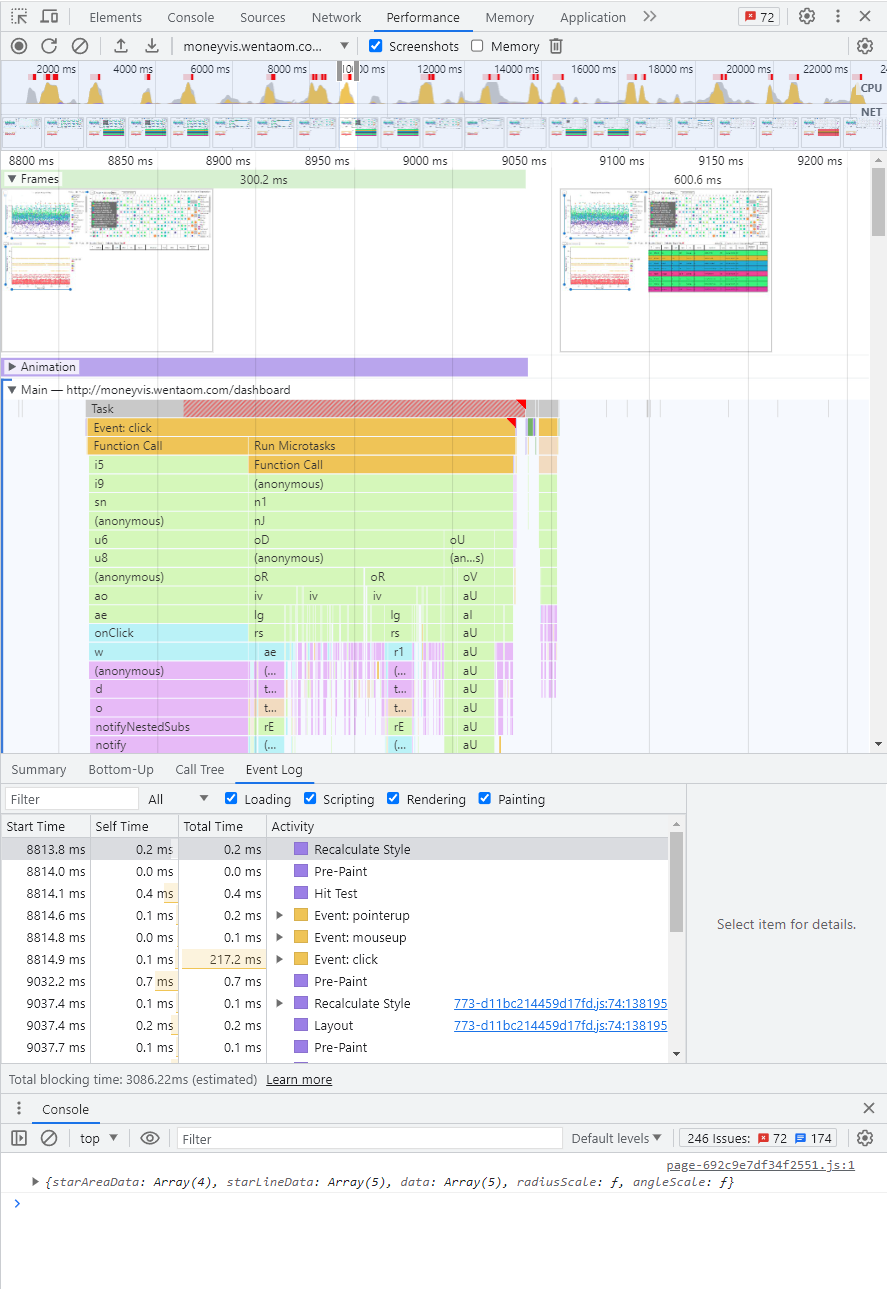 Elements Console Sources Network Performance Memory Application 72
moneyvis.wentaom.co... Screenshots Memory
2000 ms 4000 ms 6000 ms 8000 ms 12000 ms 14000 ms 16000 ms 18000 ms 20000 ms 22000 ms
CPU
NET
8800 ms 8850 ms 8900 ms 8950 ms 9000 ms 9050 ms 9100 ms 9150 ms 9200 ms
Frames 300.2 ms 600.6 ms
Animation
Main — http://moneyvis.wentaom.com/dashboard
Task
Event: click
Function Call Run Microtasks
i5 Function Call
i9 (anonymous)
sn n1
(anonymous) nJ
u6 oD oU
u8 (anonymous) (an...s)
(anonymous) oR oR oV
ao iv iv iv aU
ae lg lg al
onClick rs rs aU
w ae r1 aU
(anonymous) (... (... aU
d t... t... aU
o t... t... aU
notifyNestedSubs rE rE aU
notify (... (... aU
Summary Bottom-Up Call Tree Event Log
Filter All Loading Scripting Rendering Painting
Start Time Self Time Total Time Activity
8813.8 ms 0.2 ms 0.2 ms Recalculate Style
8814.0 ms 0.0 ms 0.0 ms Pre-Paint
8814.1 ms 0.4 ms 0.4 ms Hit Test
8814.6 ms 0.1 ms 0.2 ms Event: pointerup
8814.8 ms 0.0 ms 0.1 ms Event: mouseup
8814.9 ms 0.1 ms 217.2 ms Event: click
Select item for details.
9032.2 ms 0.7 ms 0.7 ms Pre-Paint
9037.4 ms 0.1 ms 0.1 ms Recalculate Style 773-d11bc214459d17fd.js:74:138195
9037.4 ms 0.2 ms 0.2 ms Layout 773-d11bc214459d17fd.js:74:138195
9037.7 ms 0.1 ms 0.1 ms Pre-Paint
Total blocking time: 3086.22ms (estimated) Learn more
Console
top Filter Default levels 246 Issues: 72 174
page-692c9e7df34f2551.js:1
{starAreaData: Array(4), starLineData: Array(5), data: Array(5), radiusScale: ƒ, angleScale: ƒ}